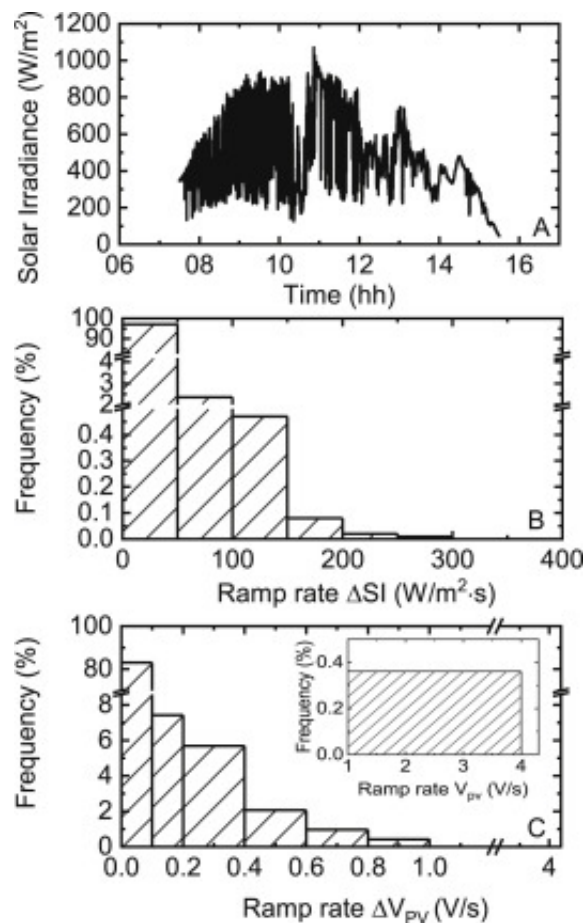 1200
1000
800
600
400
200
0
Solar Irradiance (W/m²)
A
06 08 10 12 14 16
Time (hh)
100
90
4
3
2
0.4
0.3
0.2
0.1
0.0
Frequency (%)
B
0 100 200 300 400
Ramp rate ΔSI (W/m²·s)
100
80
8
6
4
2
0
Frequency (%)
0.4
0.2
0.0
Frequency (%)
1 2 3 4
Ramp rate V_pv (V/s)
C
0.0 0.2 0.4 0.6 0.8 1.0 4
Ramp rate ΔV_PV (V/s)